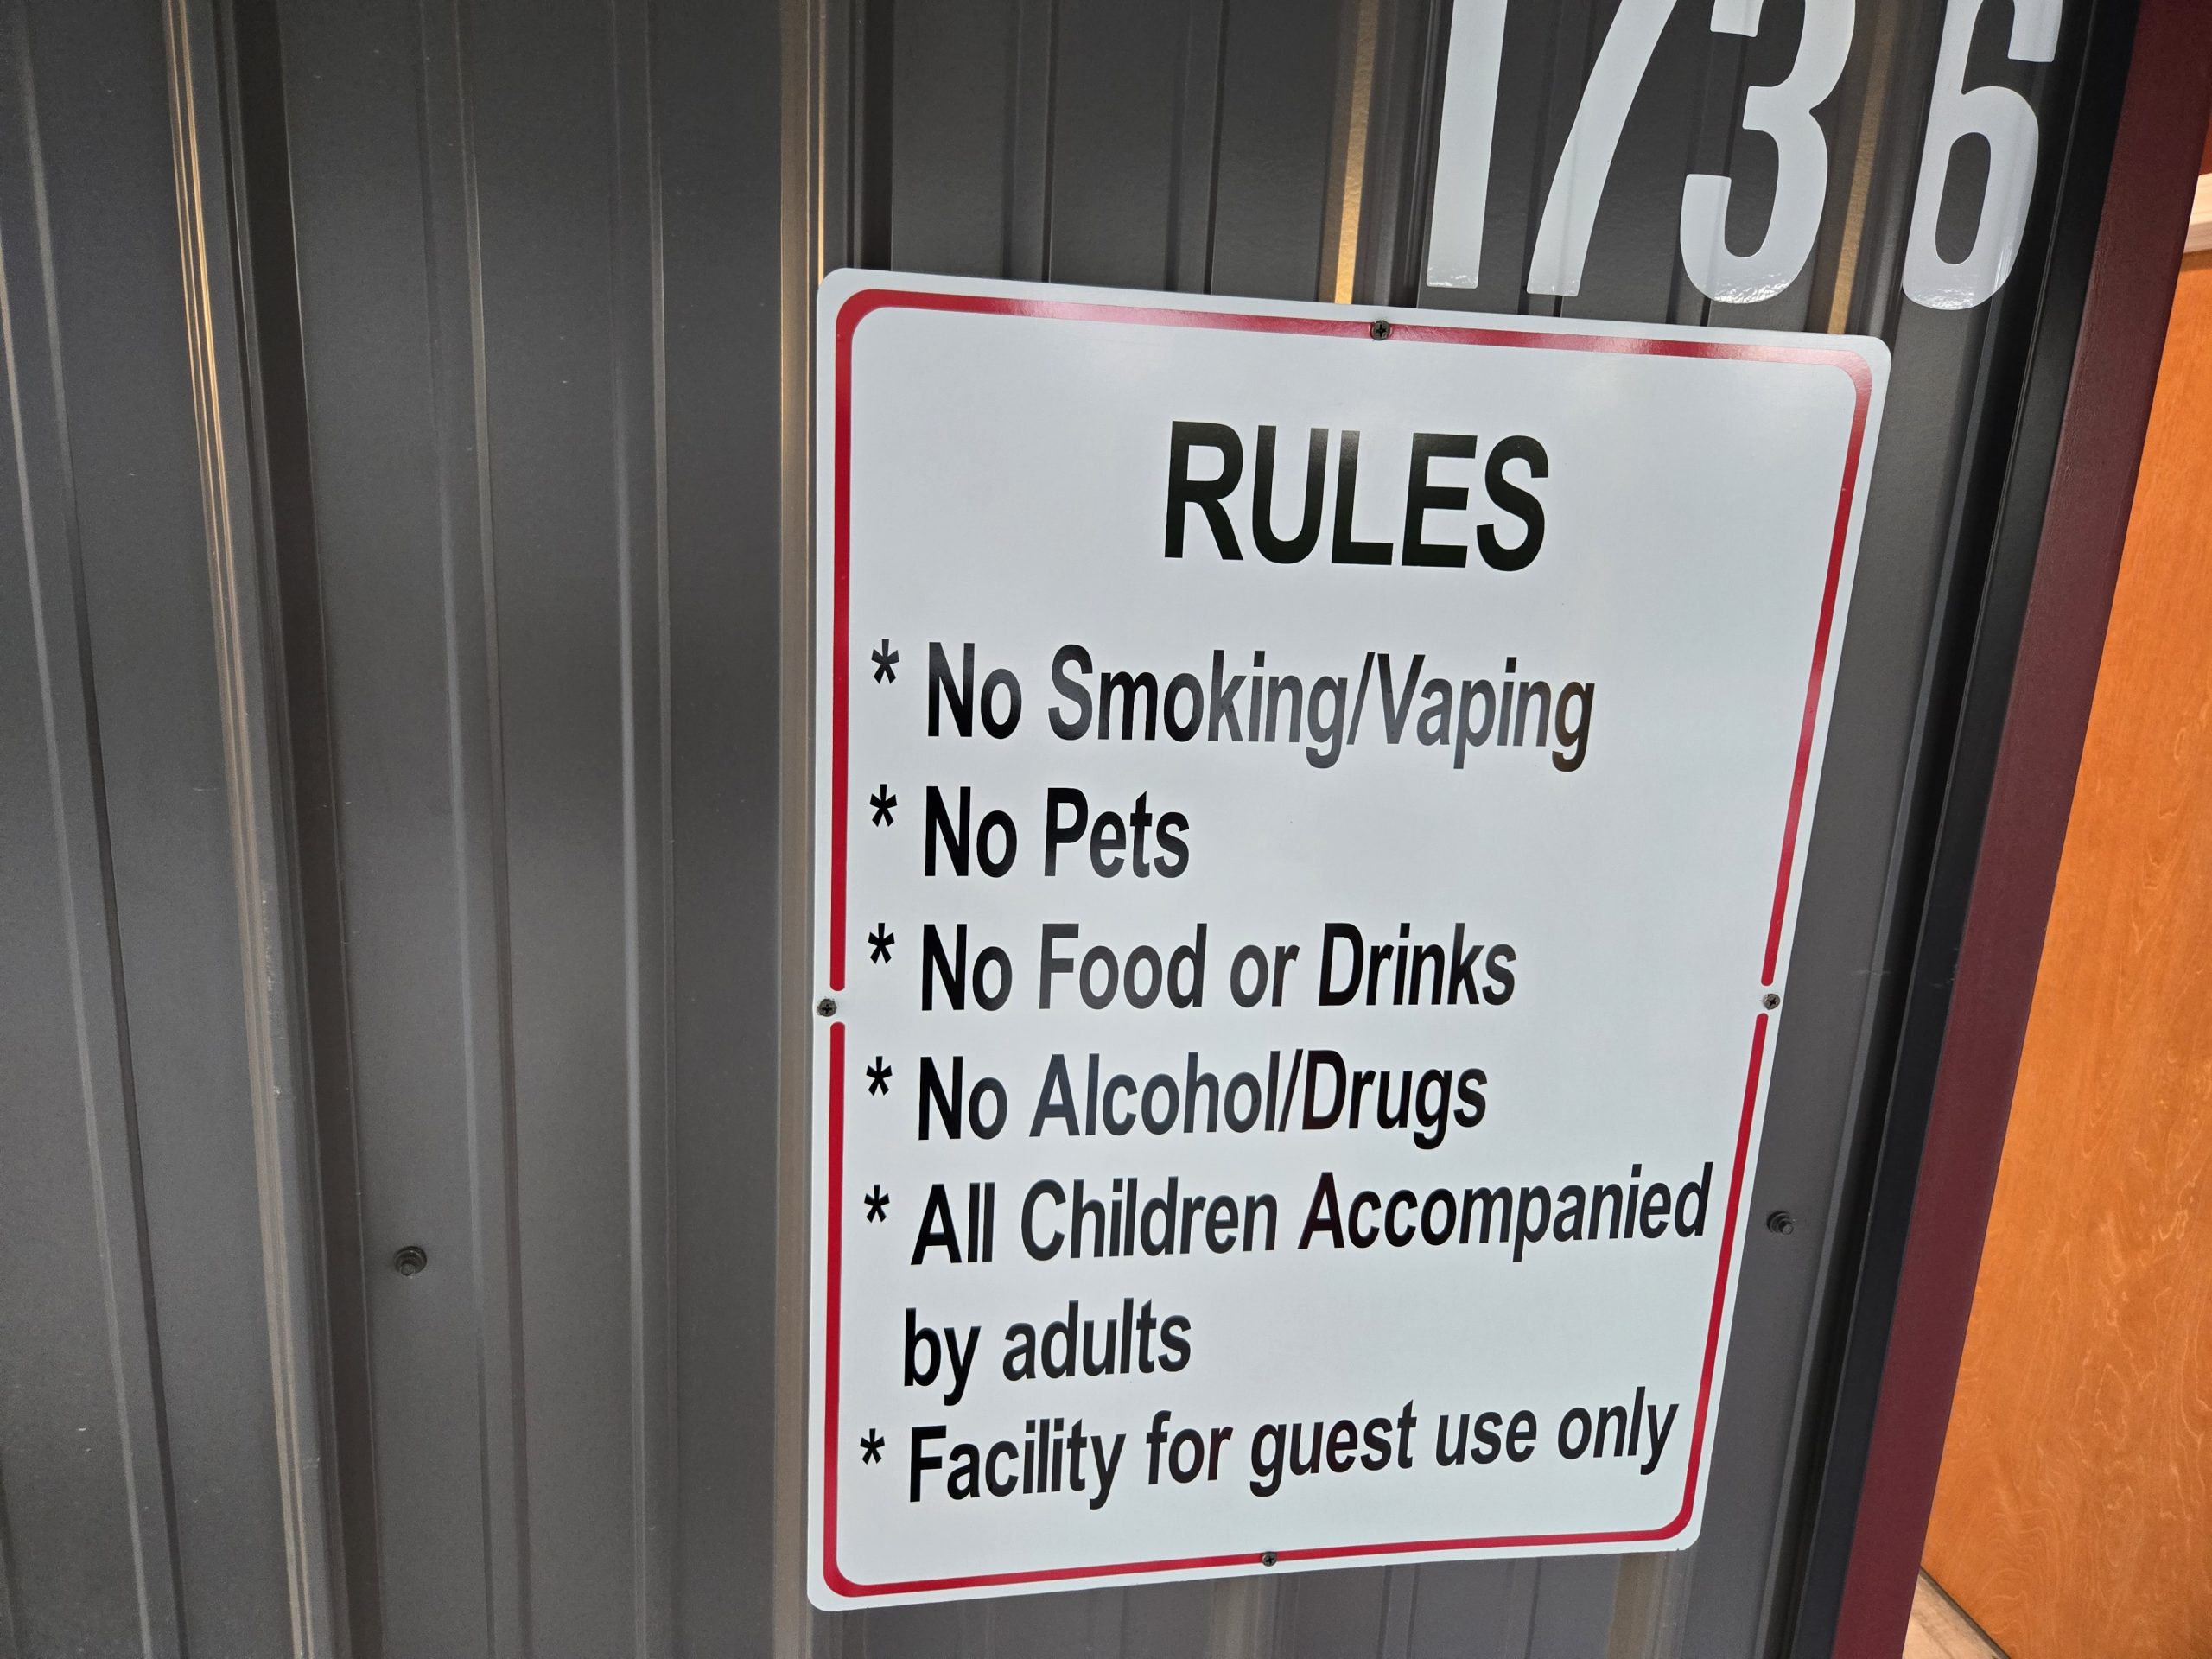 1736
RULES
* No Smoking/Vaping
* No Pets
* No Food or Drinks
* No Alcohol/Drugs
* All Children Accompanied
by adults
* Facility for guest use only